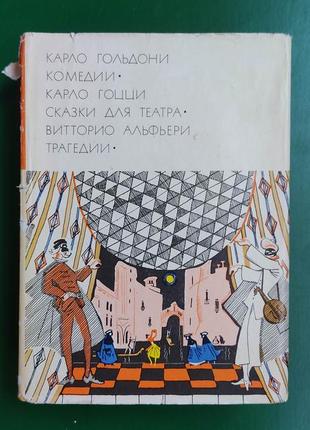 КАРЛО ГОЛЬДОНИ
КОМЕДИИ•
КАРЛО ГОЦЦИ
СКАЗКИ ДЛЯ ТЕАТРА•
ВИТТОРИО АЛЬФЬЕРИ
ТРАГЕДИИ•